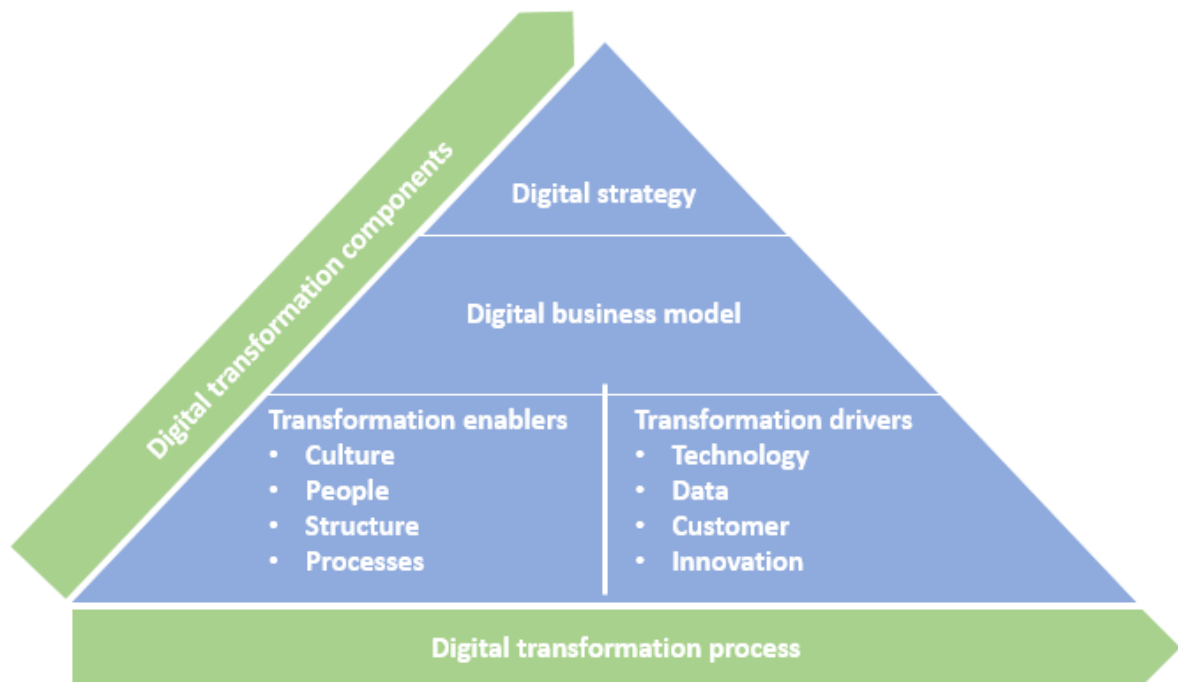 Digital transformation components
Digital strategy
Digital business model
Transformation enablers
• Culture
• People
• Structure
• Processes
Transformation drivers
• Technology
• Data
• Customer
• Innovation
Digital transformation process